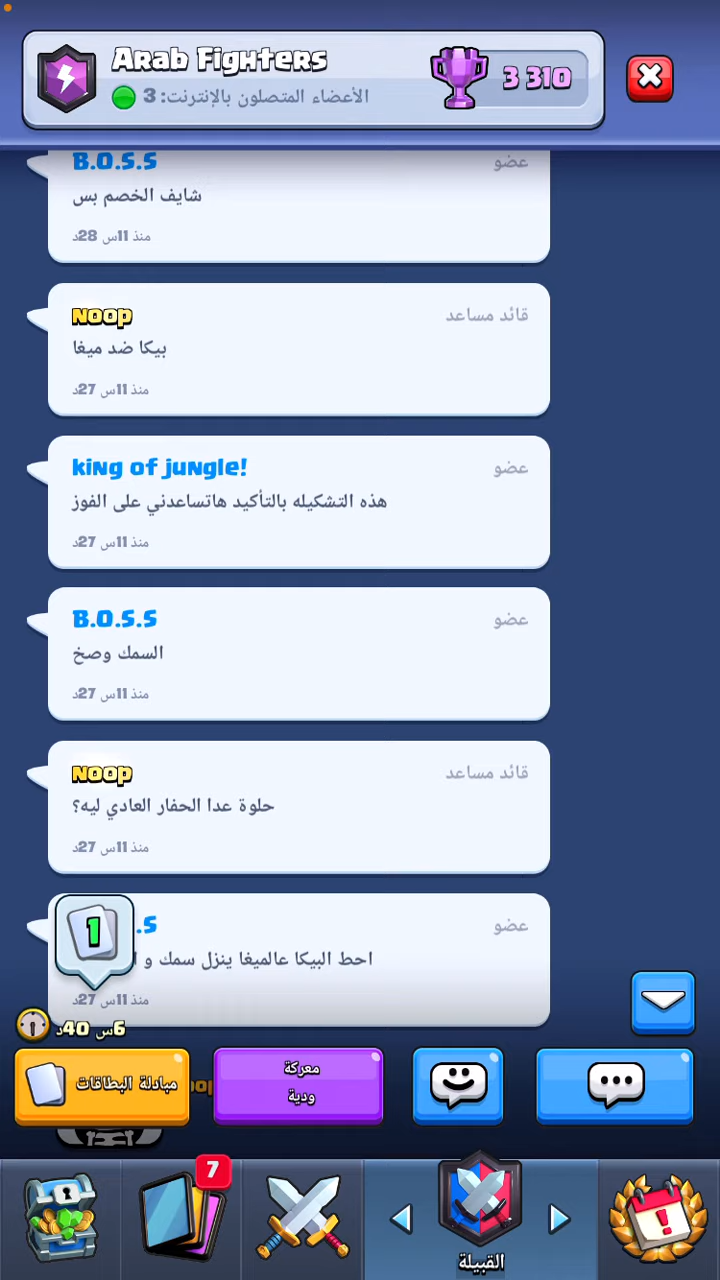 Arab Fighters
3 310
الأعضاء المتصلون بالإنترنت: 3
B.O.S.S
عضو
شايف الخصم بس
منذ 11س 28د
Noop
قائد مساعد
بيكا ضد ميغا
منذ 11س 27د
king of jungle!
عضو
هذه التشكيله بالتأكيد هاتساعدني على الفوز
منذ 11س 27د
B.O.S.S
عضو
السمك وصخ
منذ 11س 27د
Noop
قائد مساعد
حلوة عدا الحفار العادي ليه؟
منذ 11س 27د
.S
عضو
1
احط البيكا عالميغا ينزل سمك و
منذ 11س 27د
6س 40د
مبادلة البطاقات
معركة
ودية
7
القبيلة